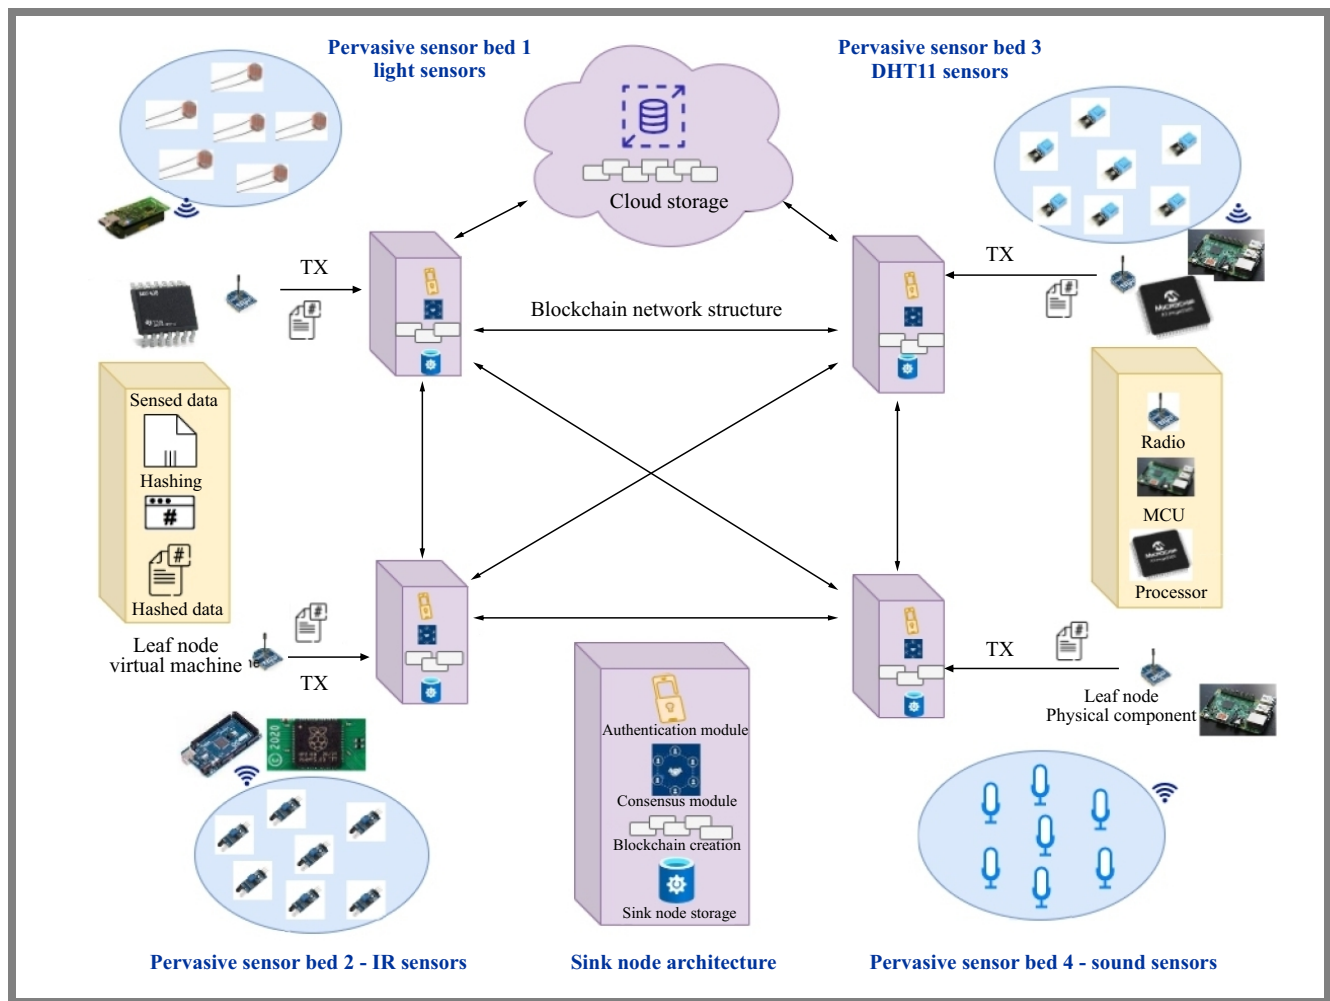 Pervasive sensor bed 1
light sensors
Pervasive sensor bed 3
DHT11 sensors
Cloud storage
TX
TX
Blockchain network structure
MICROCHIP
Sensed data
Hashing
#
Hashed data
Radio
MCU
Processor
Leaf node
virtual machine
TX
TX
Leaf node
Physical component
© 2020
Authentication module
Consensus module
Blockchain creation
Sink node storage
Pervasive sensor bed 2 - IR sensors
Sink node architecture
Pervasive sensor bed 4 - sound sensors